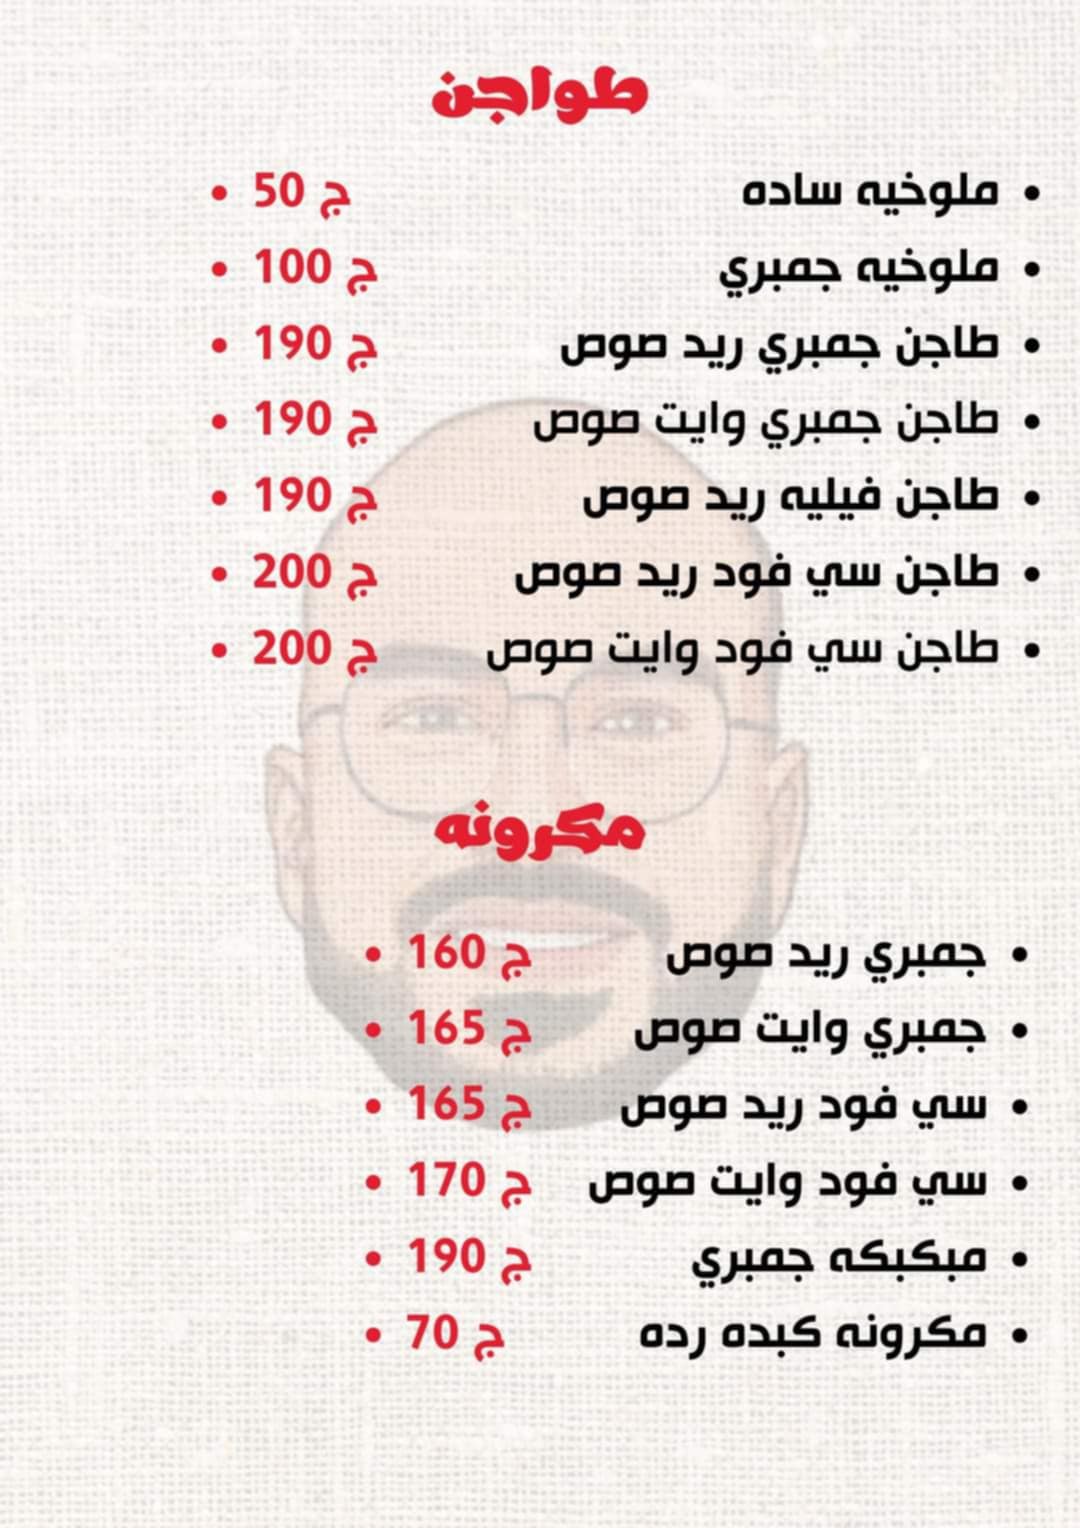 طواجن
ملوخيه ساده 50 ج
ملوخيه جمبري 100 ج
طاجن جمبري ريد صوص 190 ج
طاجن جمبري وايت صوص 190 ج
طاجن فيليه ريد صوص 190 ج
طاجن سي فود ريد صوص 200 ج
طاجن سي فود وايت صوص 200 ج
مكرونه
جمبري ريد صوص 160 ج
جمبري وايت صوص 165 ج
سي فود ريد صوص 165 ج
سي فود وايت صوص 170 ج
مبكبكه جمبري 190 ج
مكرونه كبده رده 70 ج